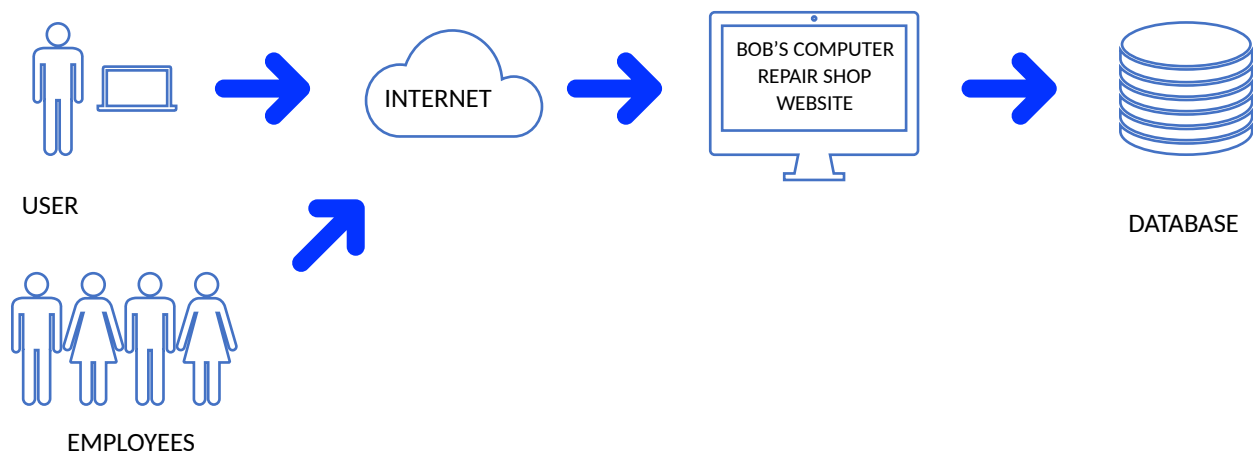 INTERNET
BOB'S COMPUTER
REPAIR SHOP
WEBSITE
USER
DATABASE
EMPLOYEES